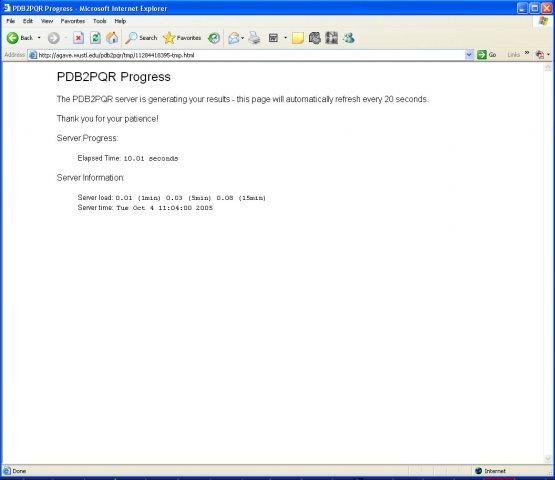 PDB2PQR Progress - Microsoft Internet Explorer
File Edit View Favorites Tools Help
Back Search Favorites
Address http://agave.wustl.edu/pdb2pqr/tmp/11284418395-tmp.html Go Links »
PDB2PQR Progress
The PDB2PQR server is generating your results - this page will automatically refresh every 20 seconds.
Thank you for your patience!
Server Progress:
Elapsed Time: 10.01 seconds
Server Information:
Server load: 0.01 (1min) 0.03 (5min) 0.08 (15min)
Server time: Tue Oct 4 11:04:00 2005
Done Internet